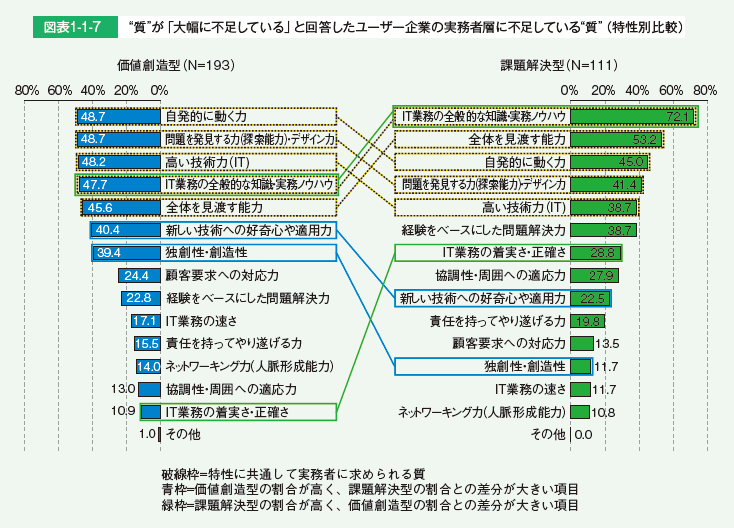 図表1-1-7 “質”が「大幅に不足している」と回答したユーザー企業の実務者層に不足している“質”（特性別比較）
価値創造型（N=193）
80% 60% 40% 20% 0%
48.7 自発的に動く力
48.7 問題を発見する力(探索能力)・デザイン力
48.2 高い技術力（IT）
47.7 IT業務の全般的な知識・実務ノウハウ
45.6 全体を見渡す能力
40.4 新しい技術への好奇心や適用力
39.4 独創性・創造性
24.4 顧客要求への対応力
22.8 経験をベースにした問題解決力
17.1 IT業務の速さ
15.5 責任を持ってやり遂げる力
14.0 ネットワーキング力（人脈形成能力）
13.0 協調性・周囲への適応力
10.9 IT業務の着実さ・正確さ
1.0 その他
課題解決型（N=111）
0% 20% 40% 60% 80%
IT業務の全般的な知識・実務ノウハウ 72.1
全体を見渡す能力 53.2
自発的に動く力 45.0
問題を発見する力(探索能力)・デザイン力 41.4
高い技術力（IT） 38.7
経験をベースにした問題解決力 38.7
IT業務の着実さ・正確さ 28.8
協調性・周囲への適応力 27.9
新しい技術への好奇心や適用力 22.5
責任を持ってやり遂げる力 19.8
顧客要求への対応力 13.5
独創性・創造性 11.7
IT業務の速さ 11.7
ネットワーキング力（人脈形成能力） 10.8
その他 0.0
破線枠=特性に共通して実務者に求められる質
青枠=価値創造型の割合が高く、課題解決型の割合との差分が大きい項目
緑枠=課題解決型の割合が高く、価値創造型の割合との差分が大きい項目